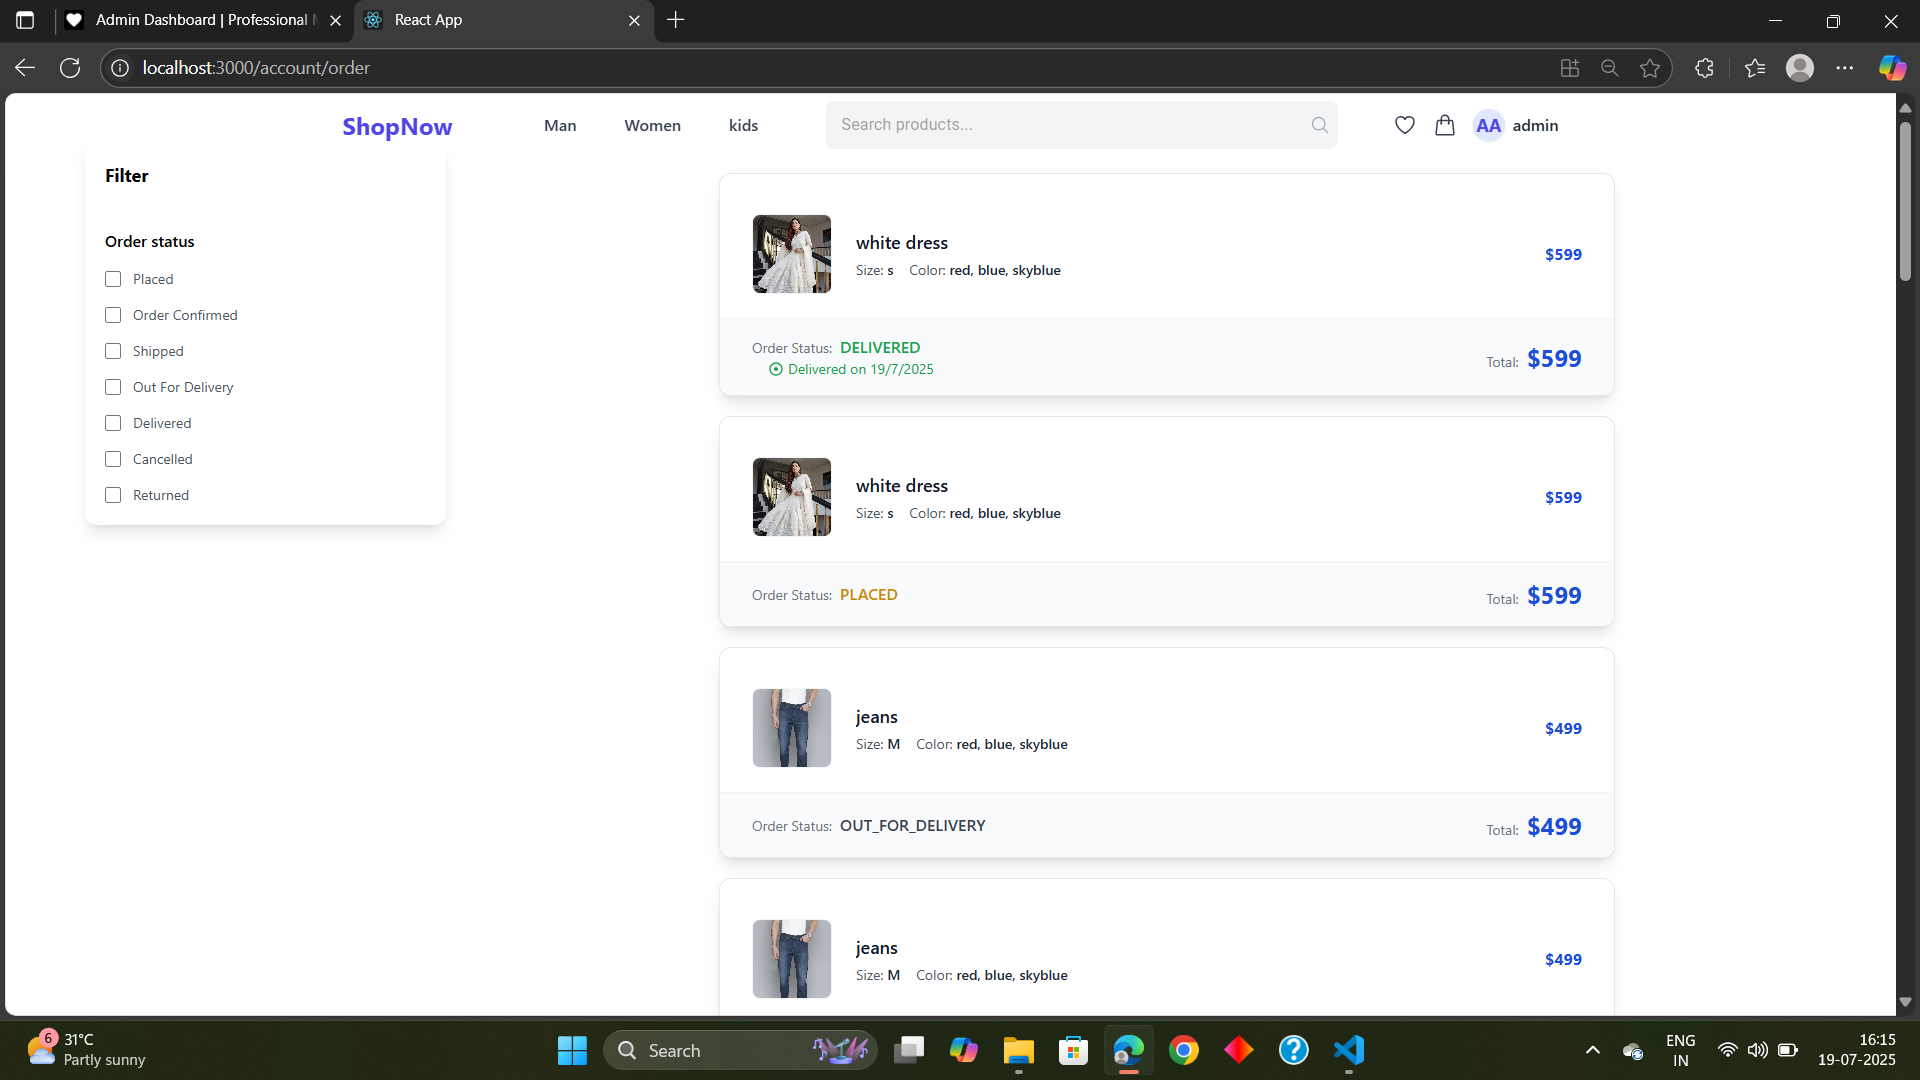 Admin Dashboard | Professional
React App
localhost:3000/account/order
ShopNow
Man
Women
kids
Search products...
AA
admin
Filter
Order status
Placed
Order Confirmed
Shipped
Out For Delivery
Delivered
Cancelled
Returned
white dress
Size: s Color: red, blue, skyblue
$599
Order Status: DELIVERED
Delivered on 19/7/2025
Total: $599
white dress
Size: s Color: red, blue, skyblue
$599
Order Status: PLACED
Total: $599
jeans
Size: M Color: red, blue, skyblue
$499
Order Status: OUT_FOR_DELIVERY
Total: $499
jeans
Size: M Color: red, blue, skyblue
$499
6
31°C
Partly sunny
Search
ENG
IN
16:15
19-07-2025